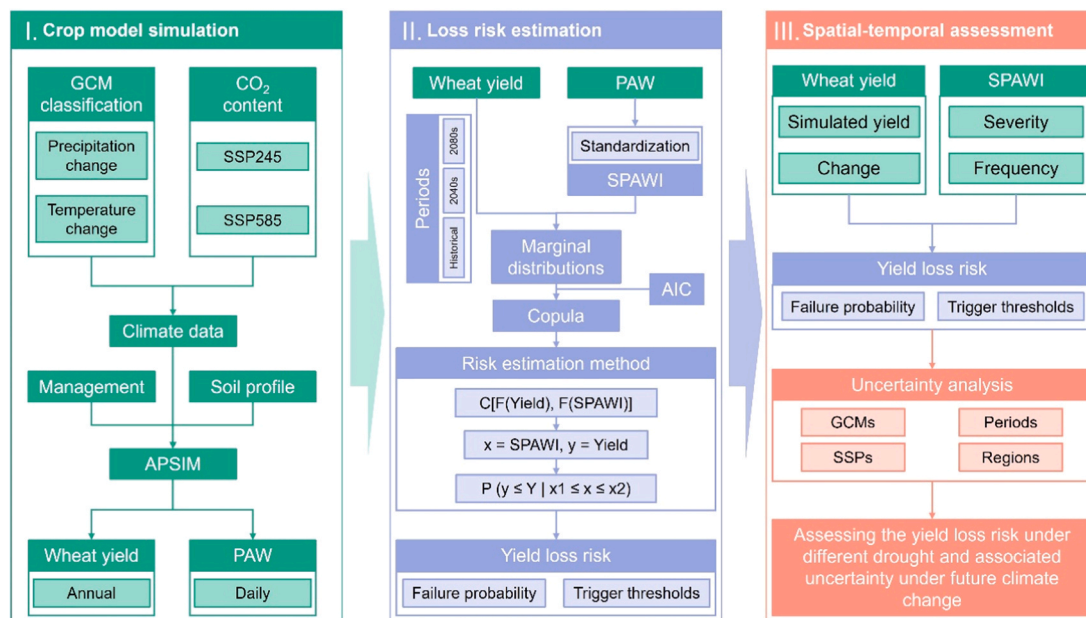 I. Crop model simulation
GCM
classification
Precipitation
change
Temperature
change
CO₂
content
SSP245
SSP585
Climate data
Management
Soil profile
APSIM
Wheat yield
Annual
PAW
Daily
II. Loss risk estimation
Wheat yield
PAW
Periods
2080s
2040s
Historical
Standardization
SPAWI
Marginal
distributions
AIC
Copula
Risk estimation method
C[F(Yield), F(SPAWI)]
x = SPAWI, y = Yield
P (y ≤ Y | x1 ≤ x ≤ x2)
Yield loss risk
Failure probability
Trigger thresholds
III. Spatial-temporal assessment
Wheat yield
Simulated yield
Change
SPAWI
Severity
Frequency
Yield loss risk
Failure probability
Trigger thresholds
Uncertainty analysis
GCMs
Periods
SSPs
Regions
Assessing the yield loss risk under
different drought and associated
uncertainty under future climate
change